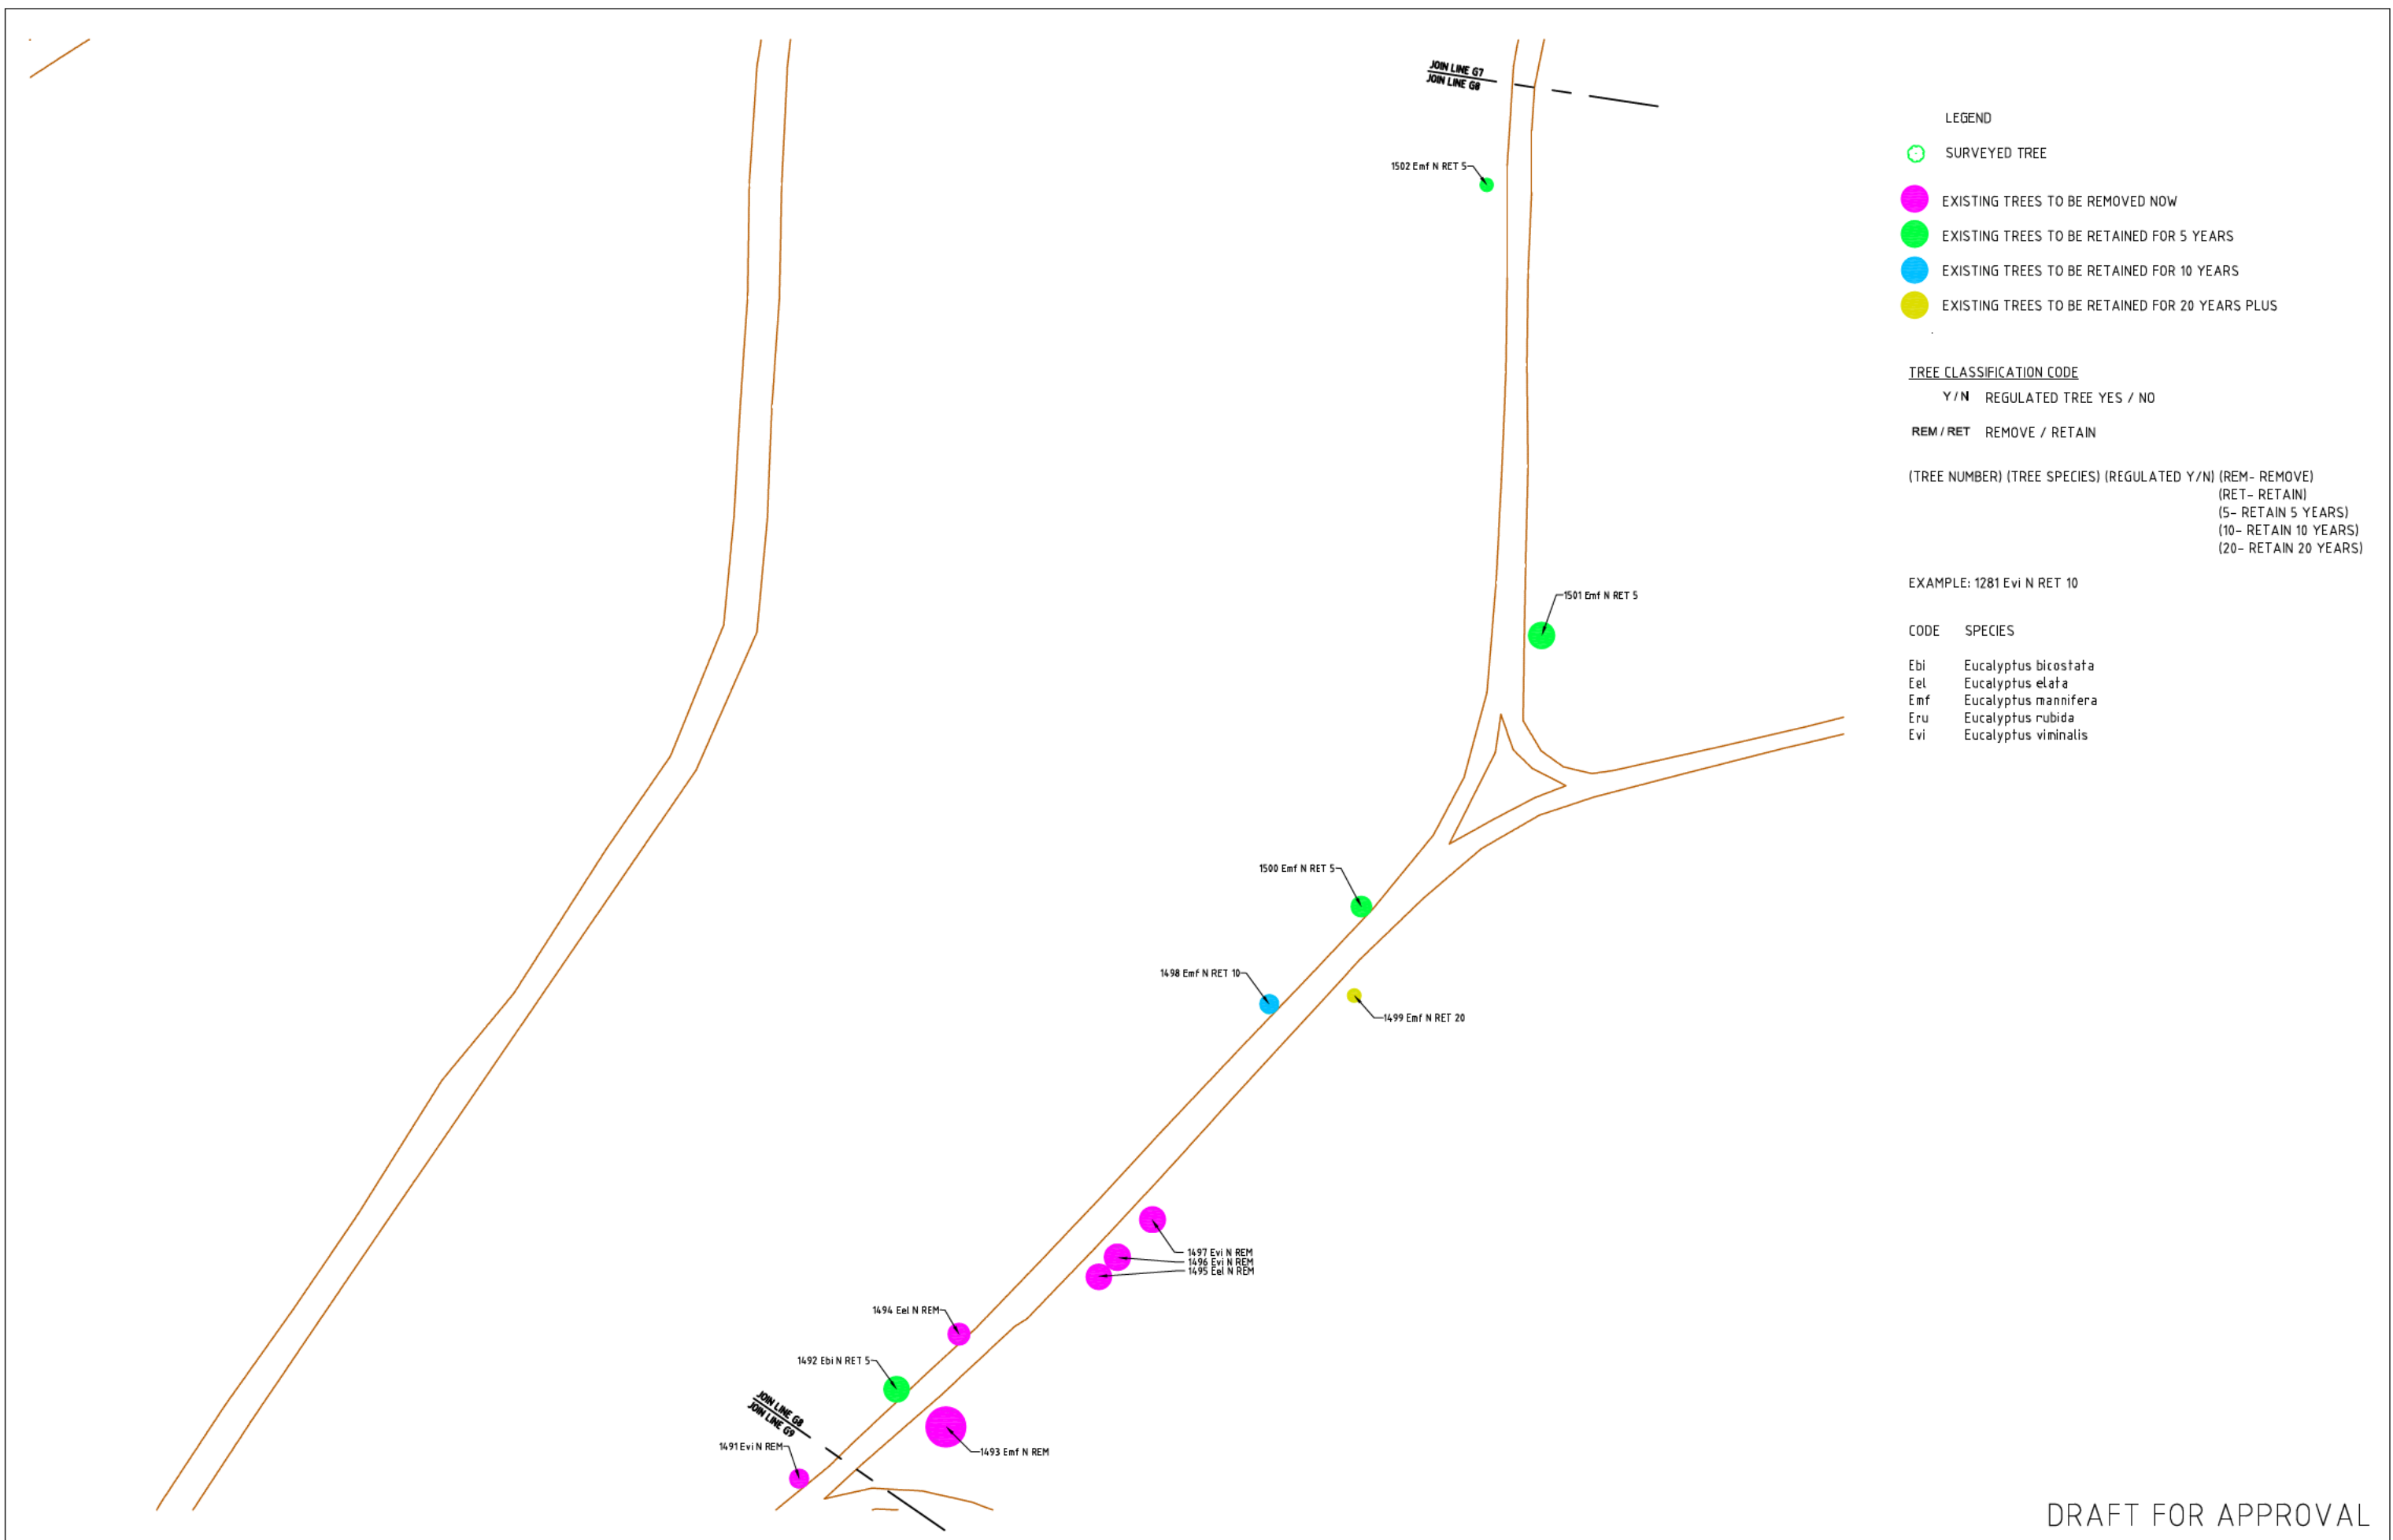 JOIN LINE G7
JOIN LINE G8
1502 Emf N RET 5
1501 Emf N RET 5
1500 Emf N RET 5
1498 Emf N RET 10
1499 Emf N RET 20
1497 Evi N REM
1496 Evi N REM
1495 Eel N REM
1494 Eel N REM
1492 Ebi N RET 5
JOIN LINE G8
JOIN LINE G9
1491 Evi N REM
1493 Emf N REM
LEGEND
SURVEYED TREE
EXISTING TREES TO BE REMOVED NOW
EXISTING TREES TO BE RETAINED FOR 5 YEARS
EXISTING TREES TO BE RETAINED FOR 10 YEARS
EXISTING TREES TO BE RETAINED FOR 20 YEARS PLUS
TREE CLASSIFICATION CODE
Y / N REGULATED TREE YES / NO
REM / RET REMOVE / RETAIN
(TREE NUMBER) (TREE SPECIES) (REGULATED Y/N) (REM- REMOVE)
(RET- RETAIN)
(5- RETAIN 5 YEARS)
(10- RETAIN 10 YEARS)
(20- RETAIN 20 YEARS)
EXAMPLE: 1281 Evi N RET 10
CODE SPECIES
Ebi Eucalyptus bicostata
Eel Eucalyptus elata
Emf Eucalyptus mannifera
Eru Eucalyptus rubida
Evi Eucalyptus viminalis
DRAFT FOR APPROVAL